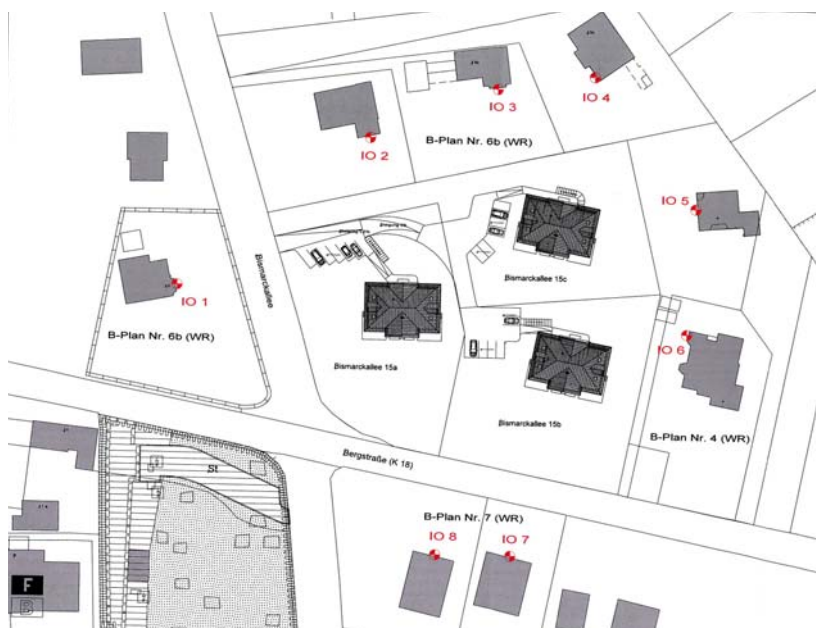 IO 4
IO 3
B-Plan Nr. 6b (WR)
IO 2
IO 5
Bismarckallee
Bismarckallee 15c
IO 1
B-Plan Nr. 6b (WR)
IO 6
Bismarckallee 15a
Bismarckallee 15b
B-Plan Nr. 4 (WR)
Bergstraße (K 18)
St
B-Plan Nr. 7 (WR)
IO 8
IO 7
F